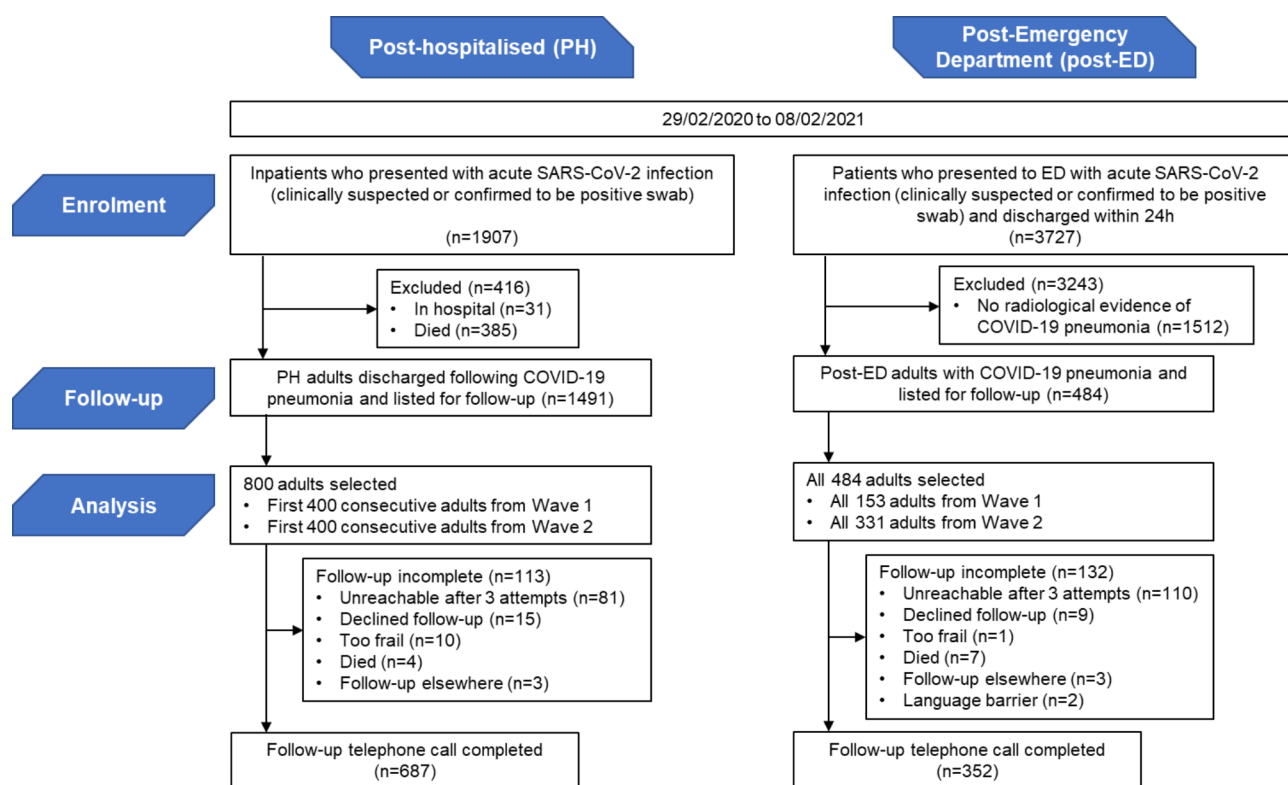 Post-hospitalised (PH)
Post-Emergency
Department (post-ED)
29/02/2020 to 08/02/2021
Enrolment
Inpatients who presented with acute SARS-CoV-2 infection
(clinically suspected or confirmed to be positive swab)
(n=1907)
Patients who presented to ED with acute SARS-CoV-2
infection (clinically suspected or confirmed to be positive
swab) and discharged within 24h
(n=3727)
Excluded (n=416)
• In hospital (n=31)
• Died (n=385)
Excluded (n=3243)
• No radiological evidence of
COVID-19 pneumonia (n=1512)
Follow-up
PH adults discharged following COVID-19
pneumonia and listed for follow-up (n=1491)
Post-ED adults with COVID-19 pneumonia and
listed for follow-up (n=484)
Analysis
800 adults selected
• First 400 consecutive adults from Wave 1
• First 400 consecutive adults from Wave 2
All 484 adults selected
• All 153 adults from Wave 1
• All 331 adults from Wave 2
Follow-up incomplete (n=113)
• Unreachable after 3 attempts (n=81)
• Declined follow-up (n=15)
• Too frail (n=10)
• Died (n=4)
• Follow-up elsewhere (n=3)
Follow-up incomplete (n=132)
• Unreachable after 3 attempts (n=110)
• Declined follow-up (n=9)
• Too frail (n=1)
• Died (n=7)
• Follow-up elsewhere (n=3)
• Language barrier (n=2)
Follow-up telephone call completed
(n=687)
Follow-up telephone call completed
(n=352)